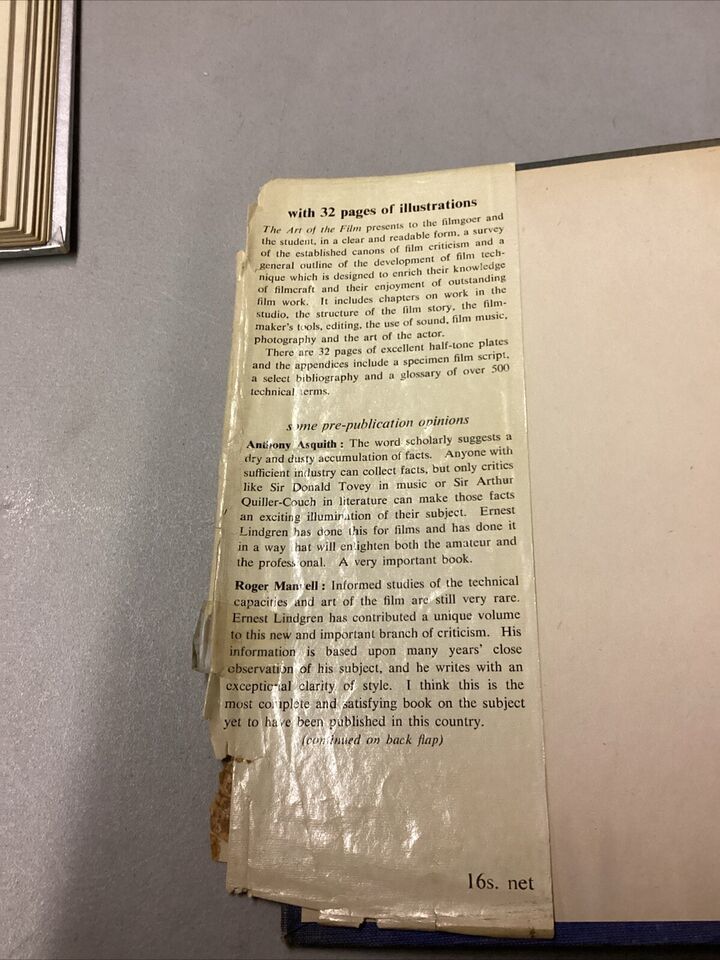 with 32 pages of illustrations
The Art of the Film presents to the filmgoer and
the student, in a clear and readable form, a survey
of the established canons of film criticism and a
general outline of the development of film tech-
nique which is designed to enrich their knowledge
of filmcraft and their enjoyment of outstanding
film work. It includes chapters on work in the
studio, the structure of the film story, the film-
maker's tools, editing, the use of sound, film music,
photography and the art of the actor.
There are 32 pages of excellent half-tone plates
and the appendices include a specimen film script,
a select bibliography and a glossary of over 500
technical terms.
some pre-publication opinions
Anthony Asquith: The word scholarly suggests a
dry and dusty accumulation of facts. Anyone with
sufficient industry can collect facts, but only critics
like Sir Donald Tovey in music or Sir Arthur
Quiller-Couch in literature can make those facts
an exciting illumination of their subject. Ernest
Lindgren has done this for films and has done it
in a way that will enlighten both the amateur and
the professional. A very important book.
Roger Manvell: Informed studies of the technical
capacities and art of the film are still very rare.
Ernest Lindgren has contributed a unique volume
to this new and important branch of criticism. His
information is based upon many years' close
observation of his subject, and he writes with an
exceptional clarity of style. I think this is the
most complete and satisfying book on the subject
yet to have been published in this country.
(continued on back flap)
16s. net